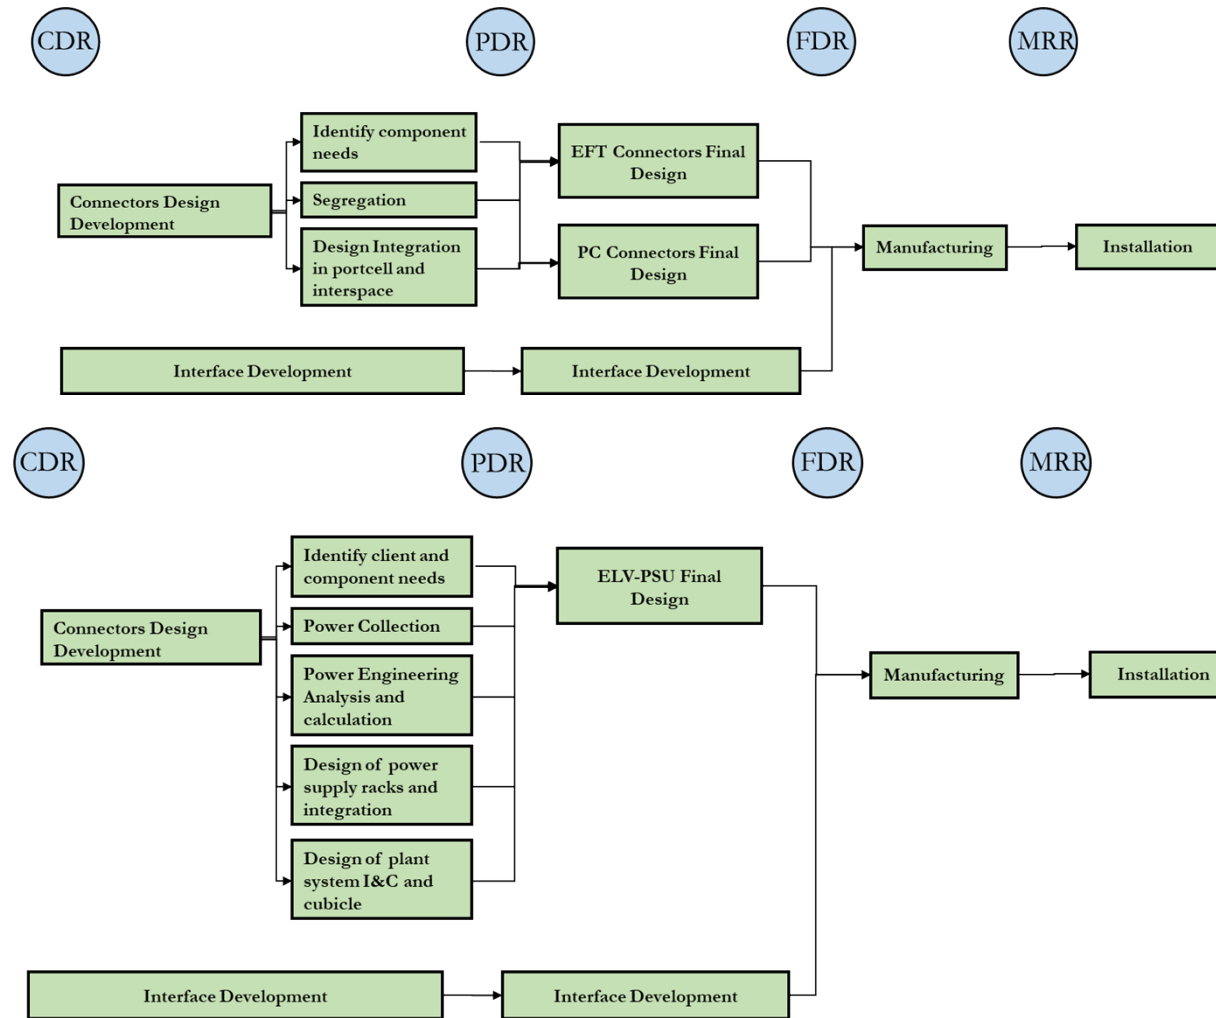 CDR
PDR
FDR
MRR
Identify component
needs
Segregation
Design Integration
in portcell and
interspace
Connectors Design
Development
EFT Connectors Final
Design
PC Connectors Final
Design
Manufacturing
Installation
Interface Development
Interface Development
CDR
PDR
FDR
MRR
Identify client and
component needs
Power Collection
Power Engineering
Analysis and
calculation
Design of power
supply racks and
integration
Design of plant
system I&C and
cubicle
Connectors Design
Development
ELV-PSU Final
Design
Manufacturing
Installation
Interface Development
Interface Development